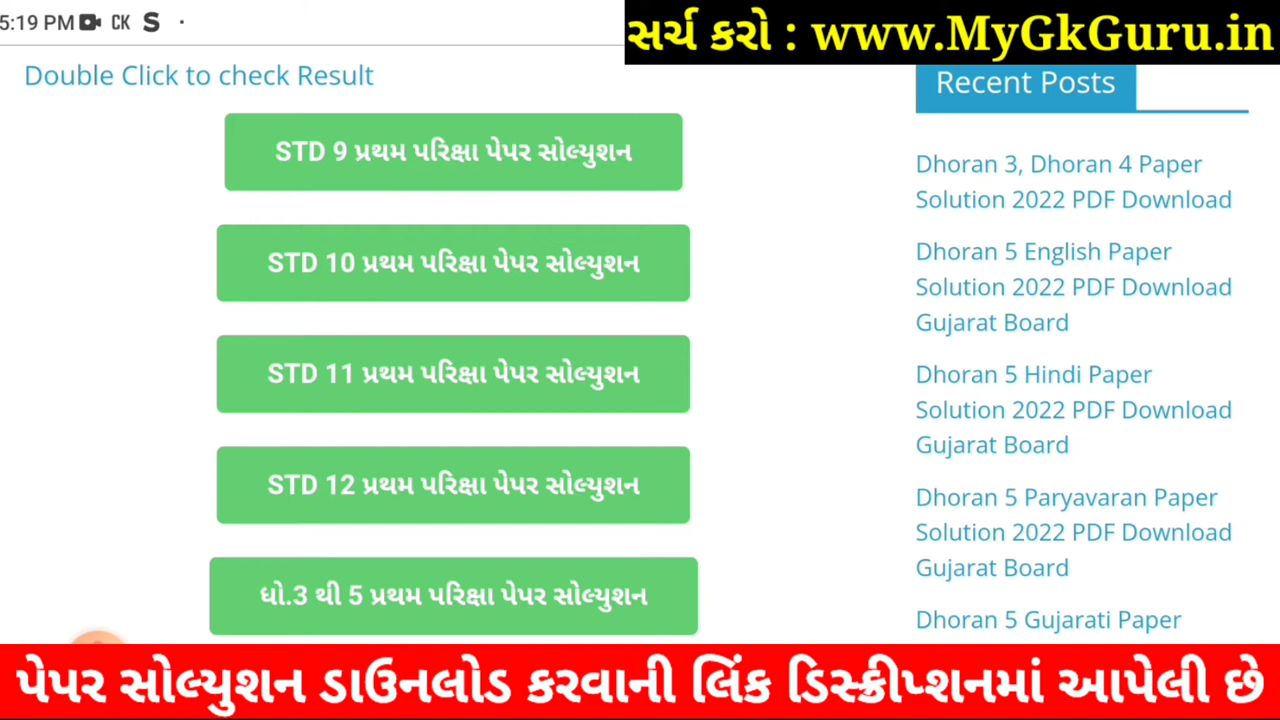 5:19 PM CK S
સર્ચ કરો : www.MyGkGuru.in
Double Click to check Result
STD 9 પ્રથમ પરિક્ષા પેપર સોલ્યુશન
STD 10 પ્રથમ પરિક્ષા પેપર સોલ્યુશન
STD 11 પ્રથમ પરિક્ષા પેપર સોલ્યુશન
STD 12 પ્રથમ પરિક્ષા પેપર સોલ્યુશન
ધો.3 થી 5 પ્રથમ પરિક્ષા પેપર સોલ્યુશન
Recent Posts
Dhoran 3, Dhoran 4 Paper
Solution 2022 PDF Download
Dhoran 5 English Paper
Solution 2022 PDF Download
Gujarat Board
Dhoran 5 Hindi Paper
Solution 2022 PDF Download
Gujarat Board
Dhoran 5 Paryavaran Paper
Solution 2022 PDF Download
Gujarat Board
Dhoran 5 Gujarati Paper
પેપર સોલ્યુશન ડાઉનલોડ કરવાની લિંક ડિસ્ક્રીપ્શનમાં આપેલી છે